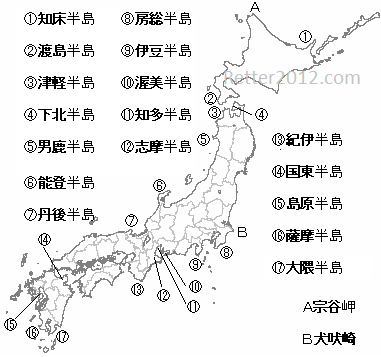 ①知床半島
②渡島半島
③津軽半島
④下北半島
⑤男鹿半島
⑥能登半島
⑦丹後半島
⑧房総半島
⑨伊豆半島
⑩渥美半島
⑪知多半島
⑫志摩半島
⑬紀伊半島
⑭国東半島
⑮島原半島
⑯薩摩半島
⑰大隈半島
A宗谷岬
B犬吠崎
Retter2012.com
A
①
②
③
④
⑤
⑥
⑦
B
⑧
⑨
⑩
⑪
⑫
⑬
⑭
⑮
⑯
⑰